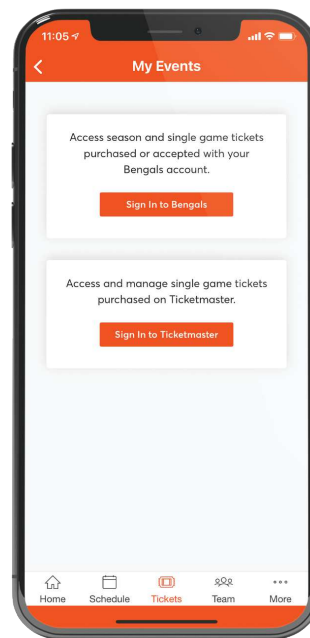 11:05
My Events
Access season and single game tickets
purchased or accepted with your
Bengals account.
Sign In to Bengals
Access and manage single game tickets
purchased on Ticketmaster.
Sign In to Ticketmaster
Home Schedule Tickets Team More